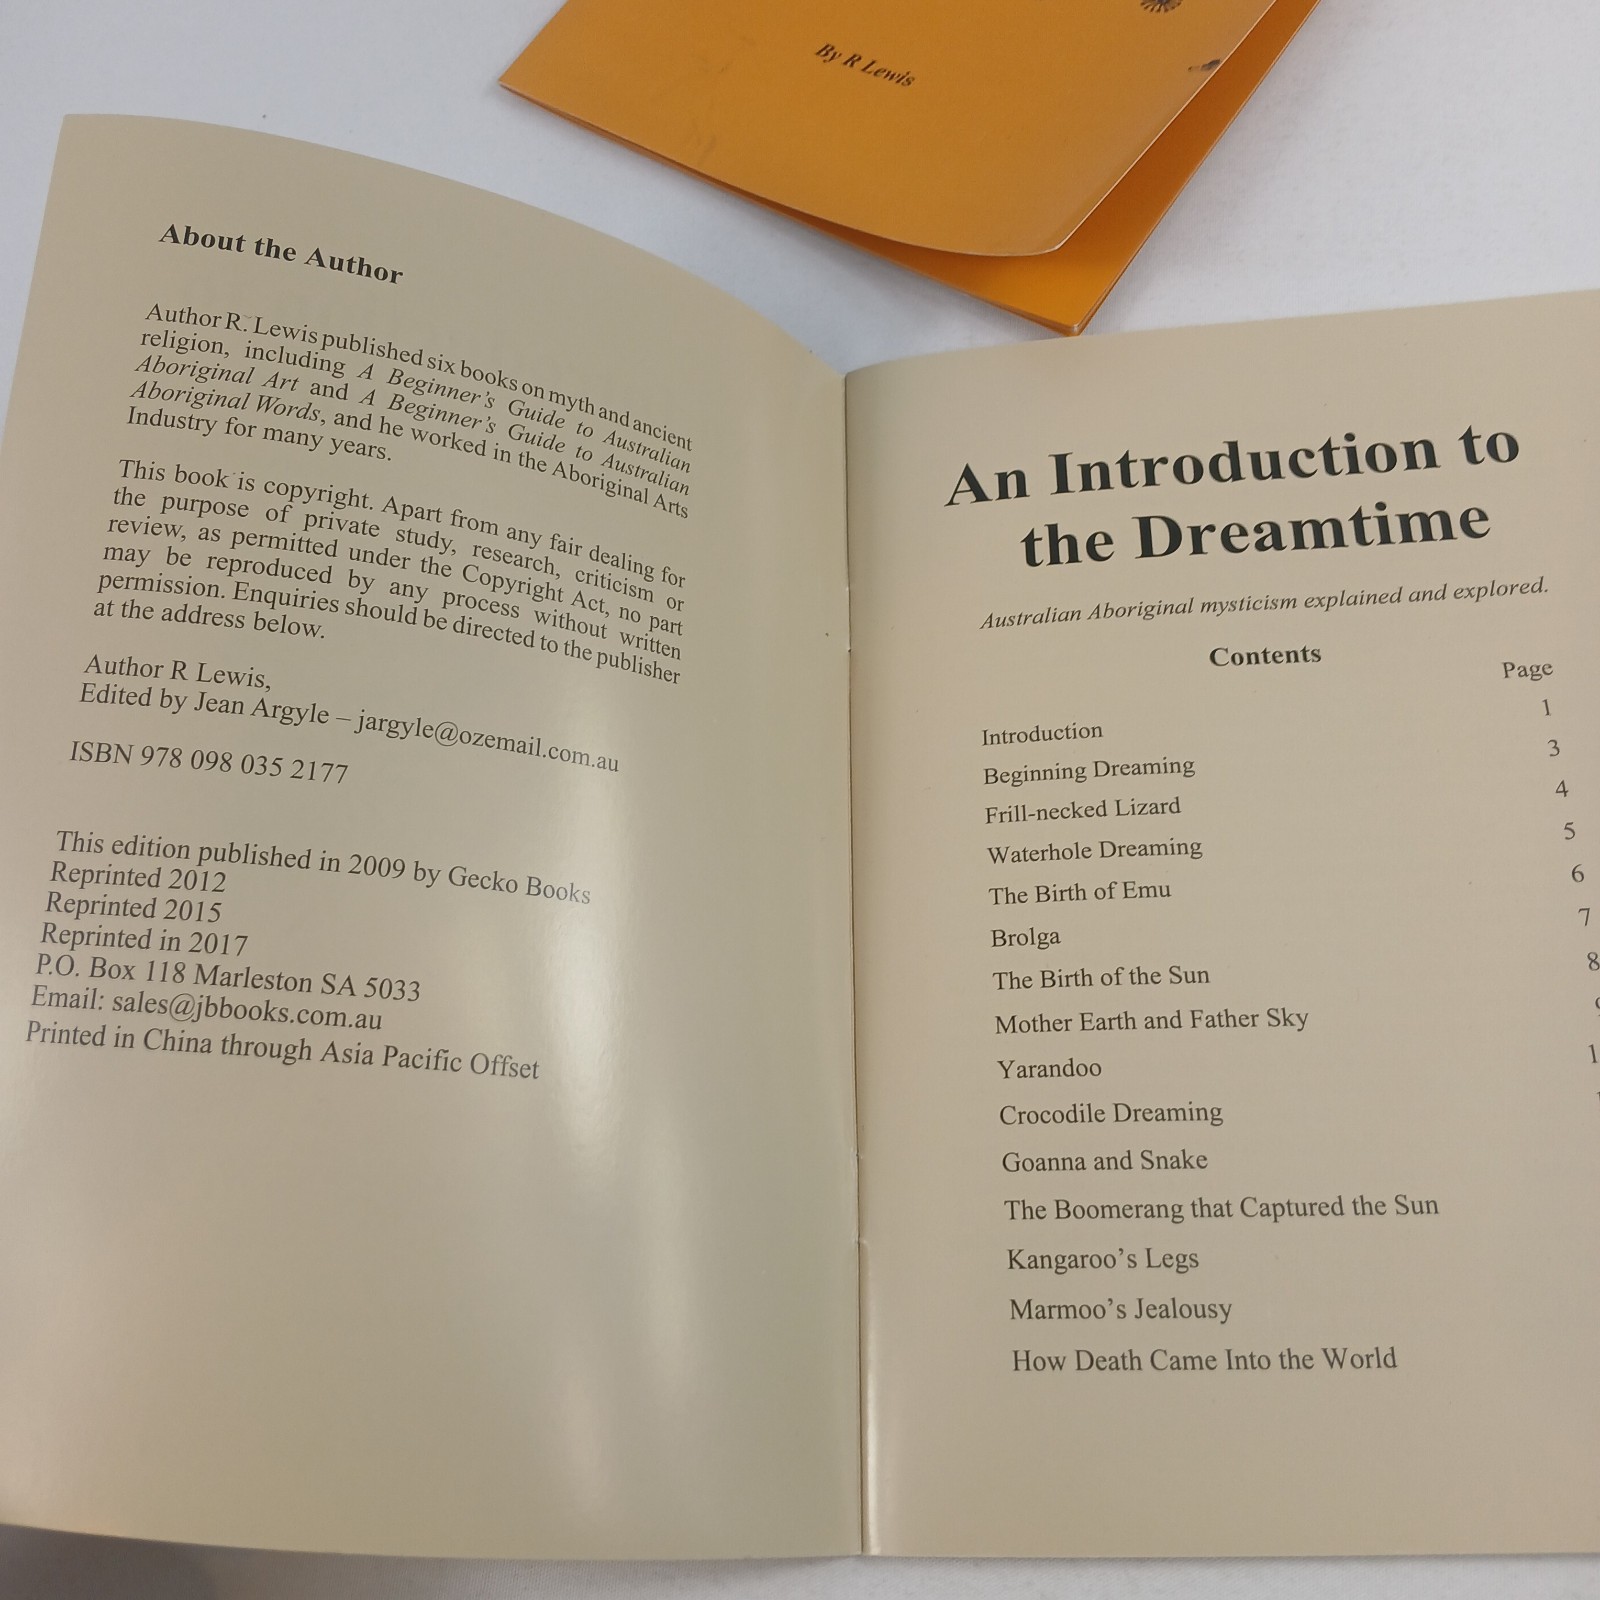 By R Lewis
About the Author
Author R. Lewis published six books on myth and ancient
religion, including A Beginner's Guide to Australian
Aboriginal Art and A Beginner's Guide to Australian
Aboriginal Words, and he worked in the Aboriginal Arts
Industry for many years.
This book is copyright. Apart from any fair dealing for
the purpose of private study, research, criticism or
review, as permitted under the Copyright Act, no part
may be reproduced by any process without written
permission. Enquiries should be directed to the publisher
at the address below.
Author R Lewis,
Edited by Jean Argyle – jargyle@ozemail.com.au
ISBN 978 098 035 2177
This edition published in 2009 by Gecko Books
Reprinted 2012
Reprinted 2015
Reprinted in 2017
P.O. Box 118 Marleston SA 5033
Email: sales@jbbooks.com.au
Printed in China through Asia Pacific Offset
An Introduction to
the Dreamtime
Australian Aboriginal mysticism explained and explored.
Contents
Page
Introduction 1
Beginning Dreaming 3
Frill-necked Lizard 4
Waterhole Dreaming 5
The Birth of Emu 6
Brolga 7
The Birth of the Sun 8
Mother Earth and Father Sky
Yarandoo
Crocodile Dreaming
Goanna and Snake
The Boomerang that Captured the Sun
Kangaroo's Legs
Marmoo's Jealousy
How Death Came Into the World